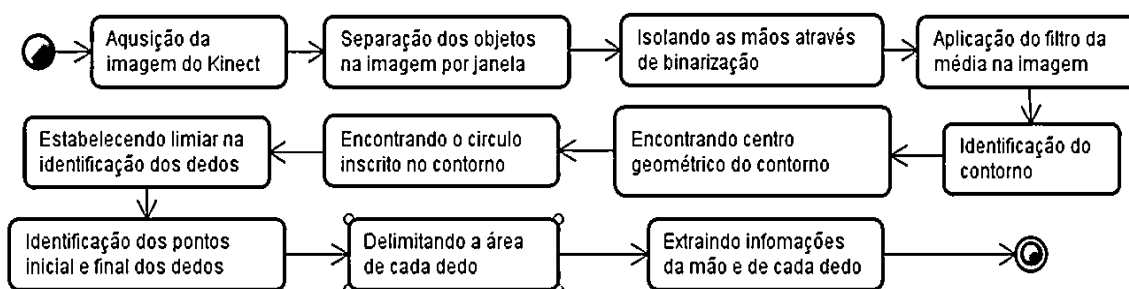 Aqusição da
imagem do Kinect
Separação dos objetos
na imagem por janela
Isolando as mãos através
de binarização
Aplicação do filtro da
média na imagem
Identificação do
contorno
Encontrando centro
geométrico do contorno
Encontrando o circulo
inscrito no contorno
Estabelecendo limiar na
identificação dos dedos
Identificação dos pontos
inicial e final dos dedos
Delimitando a área
de cada dedo
Extraindo infomações
da mão e de cada dedo